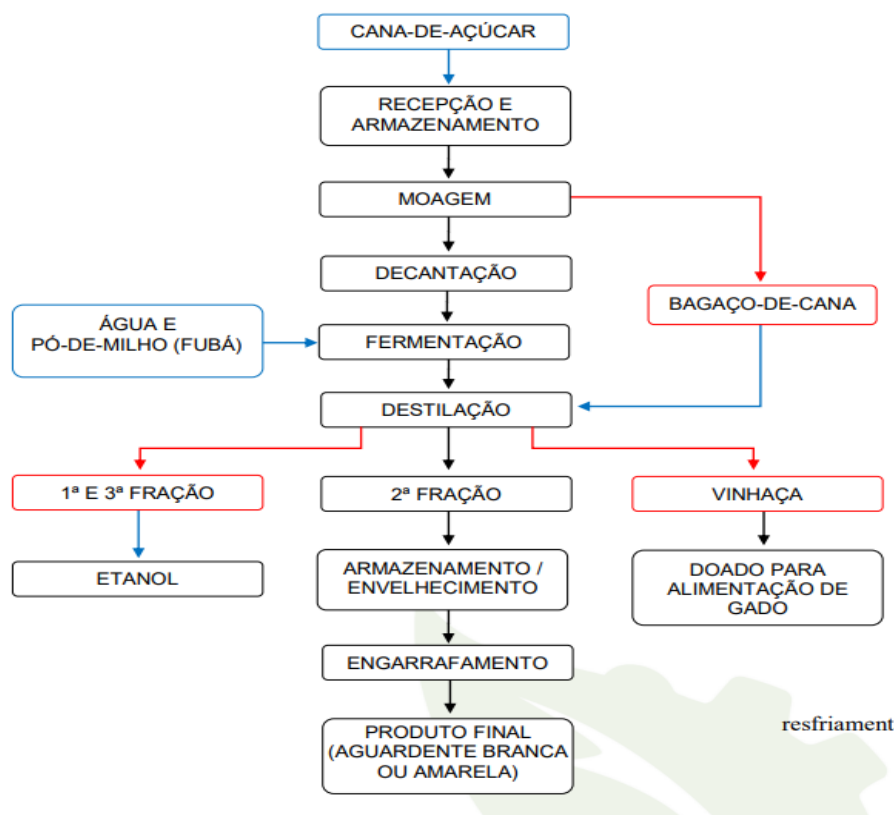 CANA-DE-AÇÚCAR
RECEPÇÃO E
ARMAZENAMENTO
MOAGEM
DECANTAÇÃO
BAGAÇO-DE-CANA
ÁGUA E
PÓ-DE-MILHO (FUBÁ)
FERMENTAÇÃO
DESTILAÇÃO
1ª E 3ª FRAÇÃO
2ª FRAÇÃO
VINHAÇA
ETANOL
ARMAZENAMENTO /
ENVELHECIMENTO
DOADO PARA
ALIMENTAÇÃO DE
GADO
ENGARRAFAMENTO
PRODUTO FINAL
(AGUARDENTE BRANCA
OU AMARELA)
resfriament